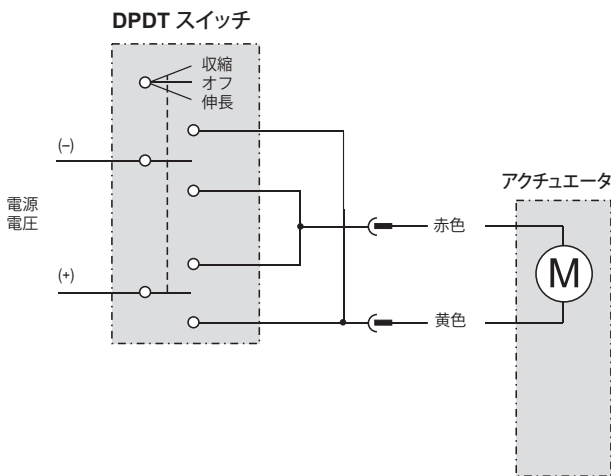 DPDT スイッチ
収縮
オフ
伸長
(–)
電源
電圧
(+)
アクチュエータ
赤色
M
黄色